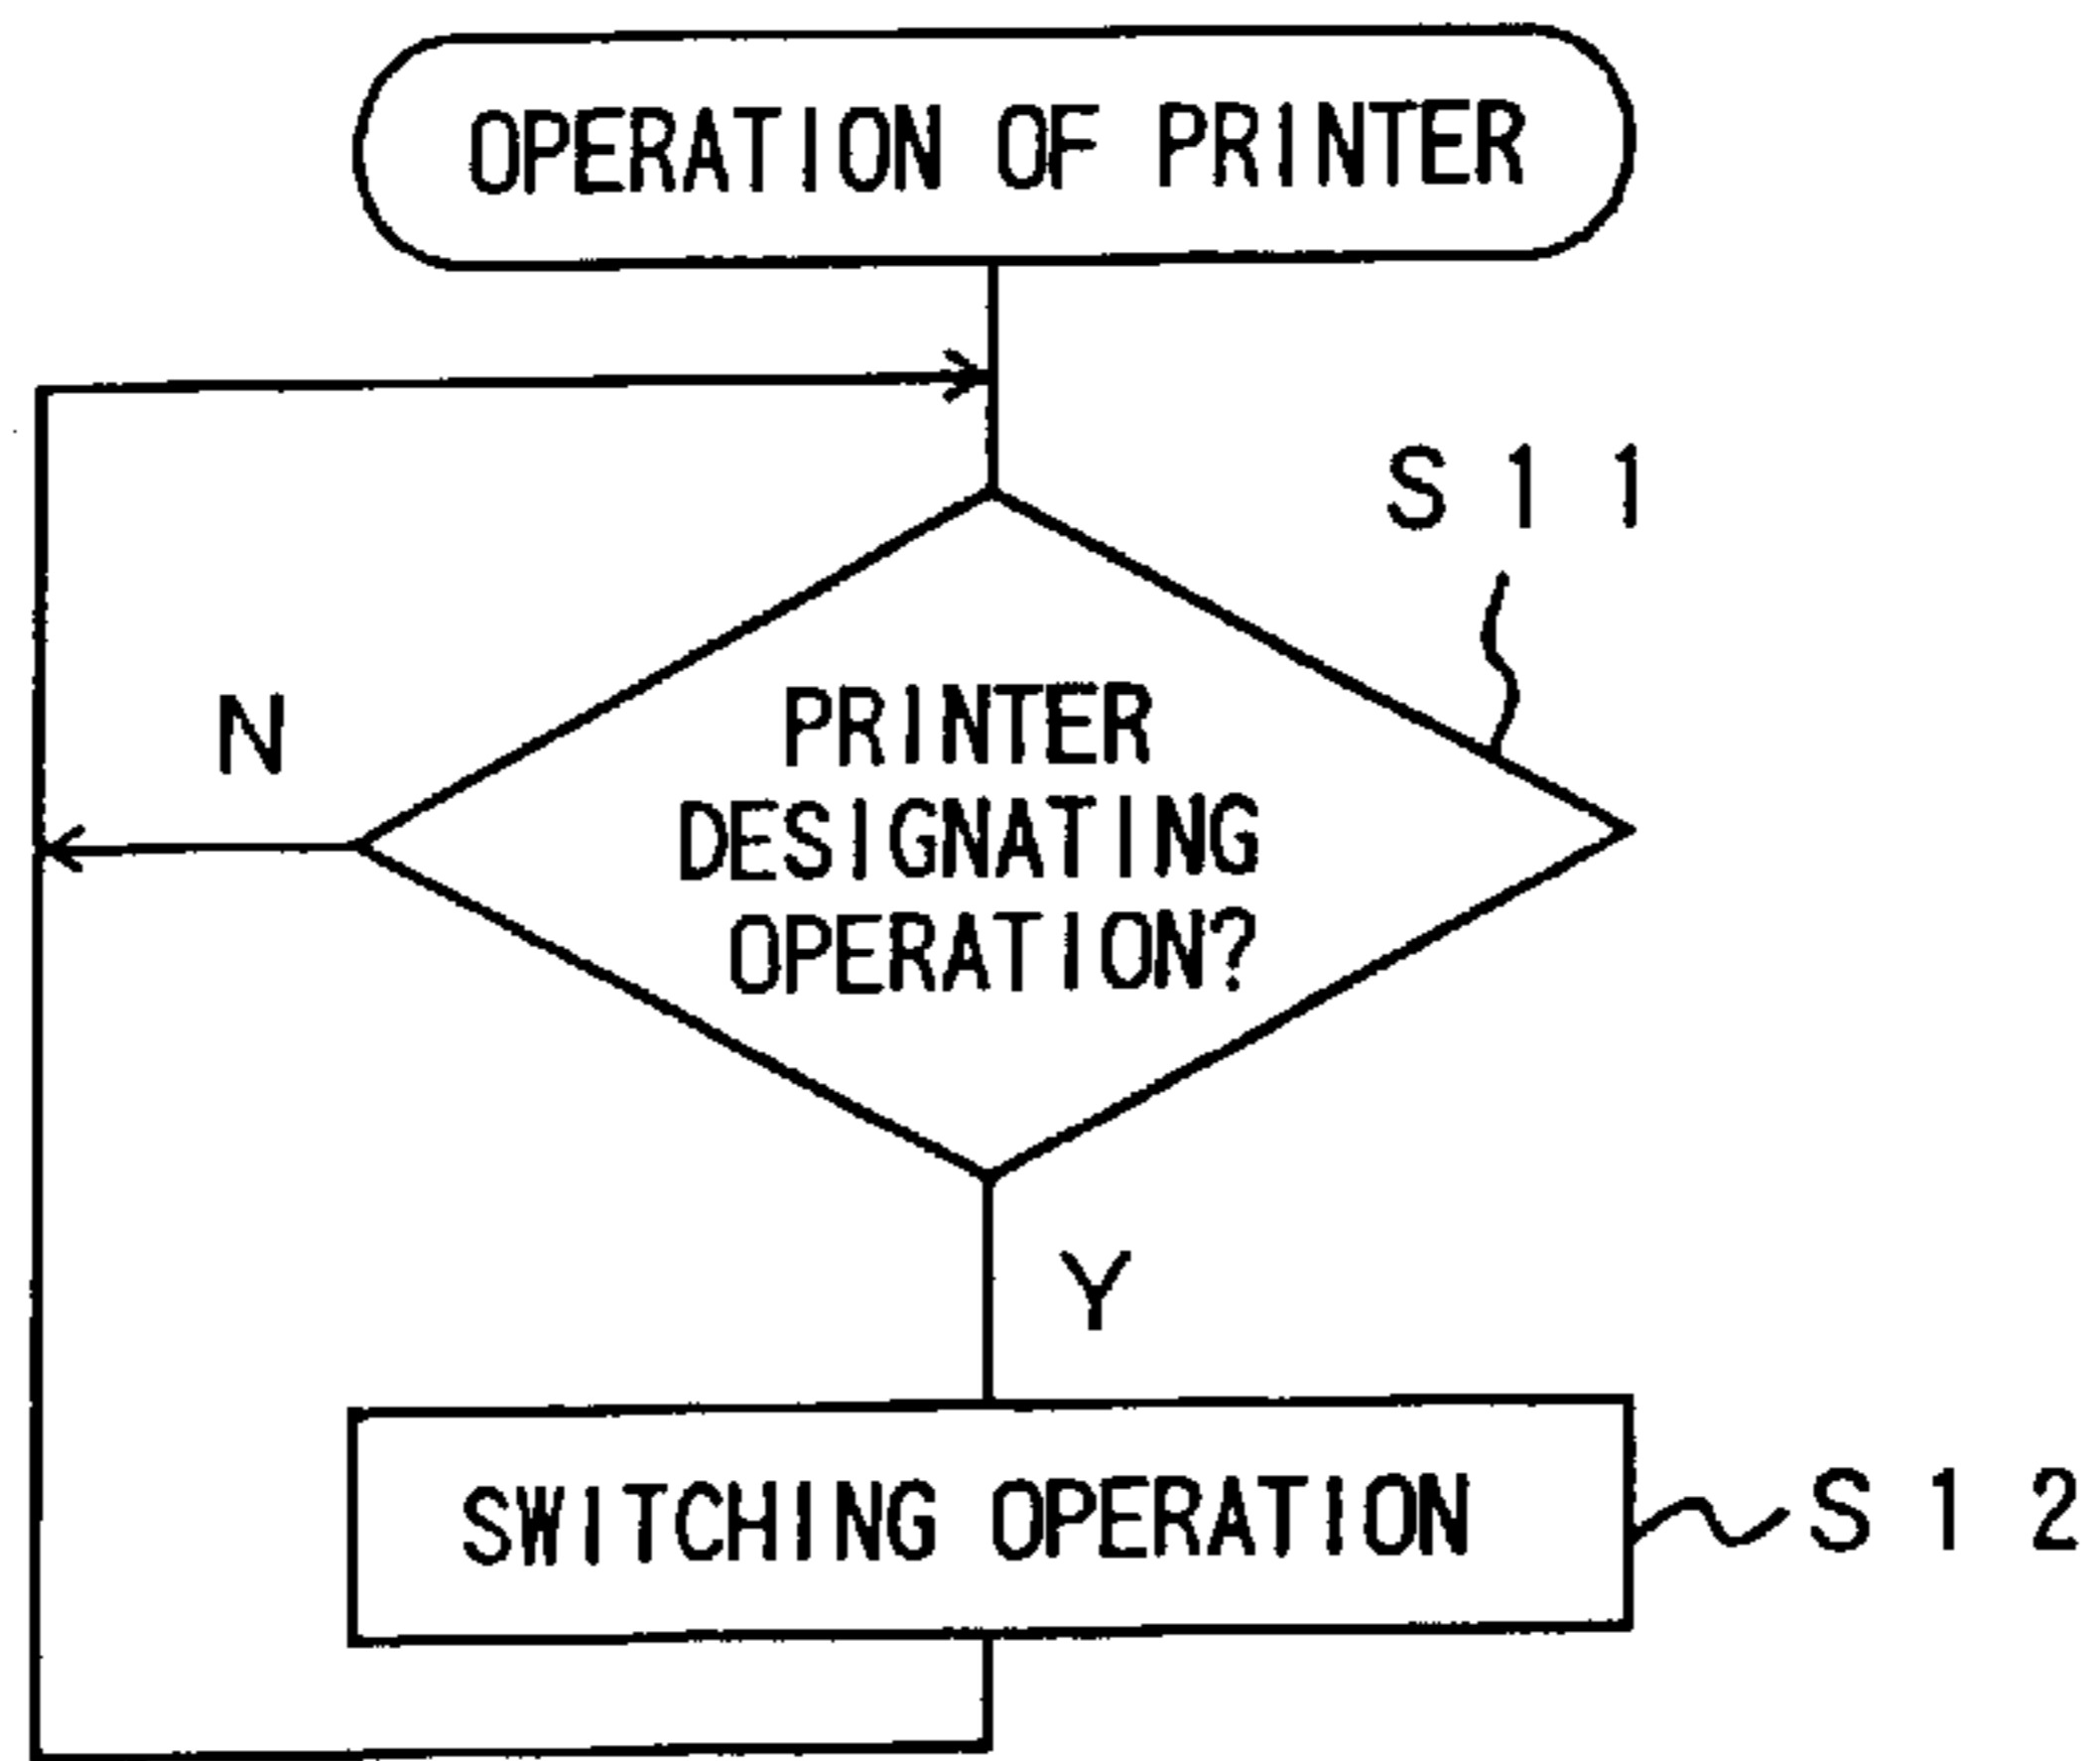 OPERATION OF PRINTER
S11
N
PRINTER
DESIGNATING
OPERATION?
Y
SWITCHING OPERATION
S12